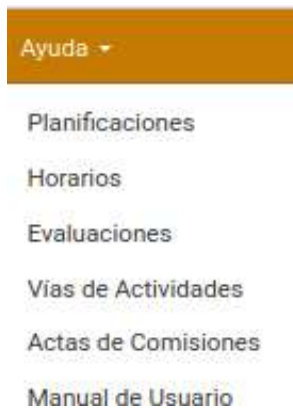 Ayuda
Planificaciones
Horarios
Evaluaciones
Vías de Actividades
Actas de Comisiones
Manual de Usuario